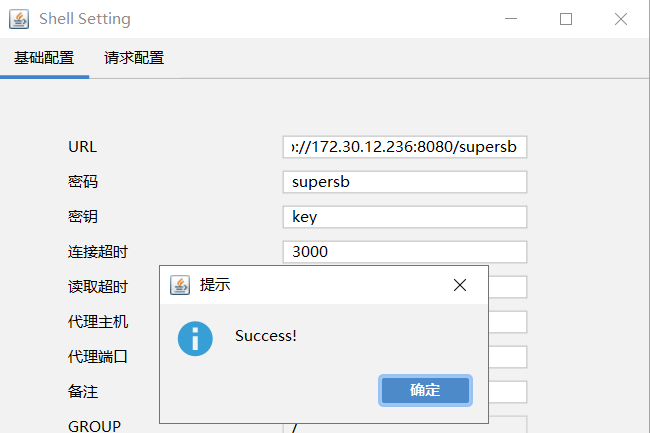 Shell Setting
基础配置 请求配置
URL :://172.30.12.236:8080/supersb
密码 supersb
密钥 key
连接超时 3000
读取超时
代理主机
代理端口
备注
GROUP /
提示
Success!
确定